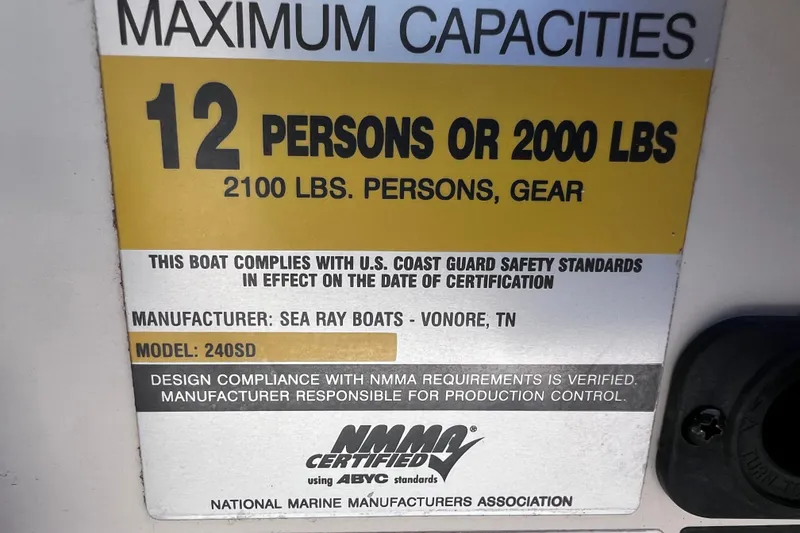 MAXIMUM CAPACITIES
12 PERSONS OR 2000 LBS
2100 LBS. PERSONS, GEAR
THIS BOAT COMPLIES WITH U.S. COAST GUARD SAFETY STANDARDS
IN EFFECT ON THE DATE OF CERTIFICATION
MANUFACTURER: SEA RAY BOATS - VONORE, TN
MODEL: 240SD
DESIGN COMPLIANCE WITH NMMA REQUIREMENTS IS VERIFIED.
MANUFACTURER RESPONSIBLE FOR PRODUCTION CONTROL.
NMMA®
CERTIFIED
using ABYC standards
NATIONAL MARINE MANUFACTURERS ASSOCIATION
TURN